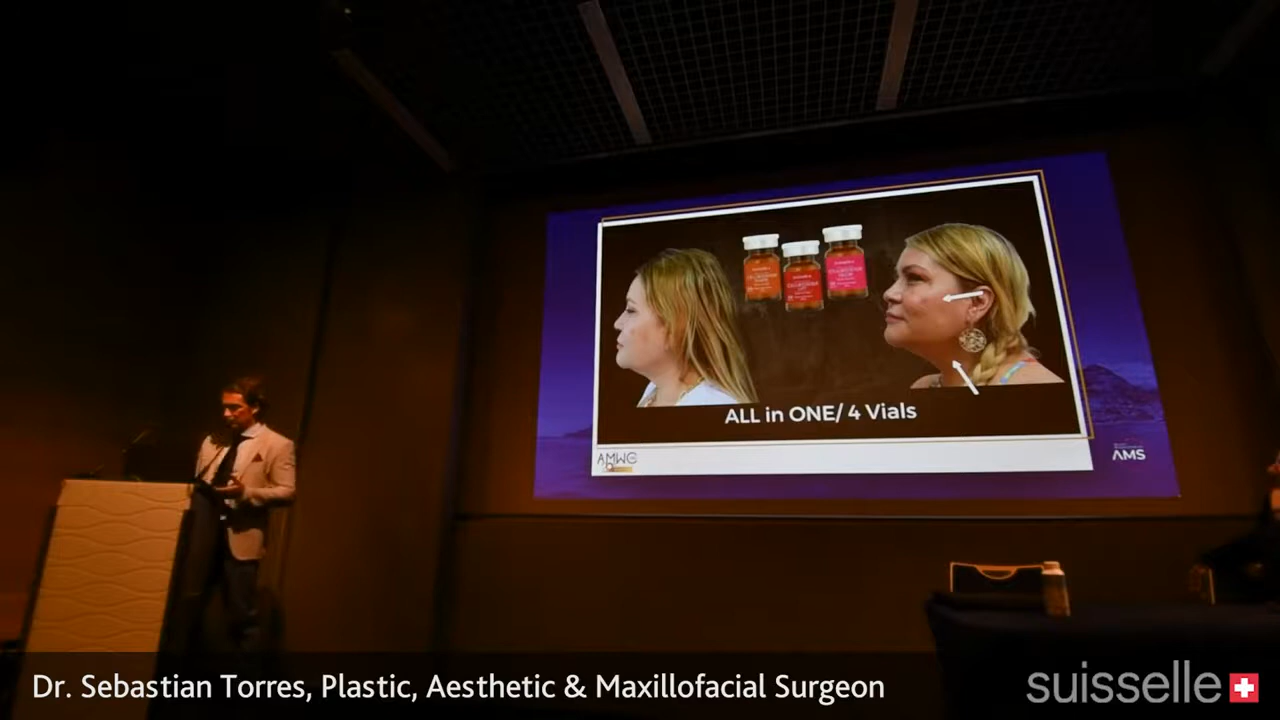 ALL in ONE/ 4 Vials
AMWC
AMS
Dr. Sebastian Torres, Plastic, Aesthetic & Maxillofacial Surgeon
suisselle